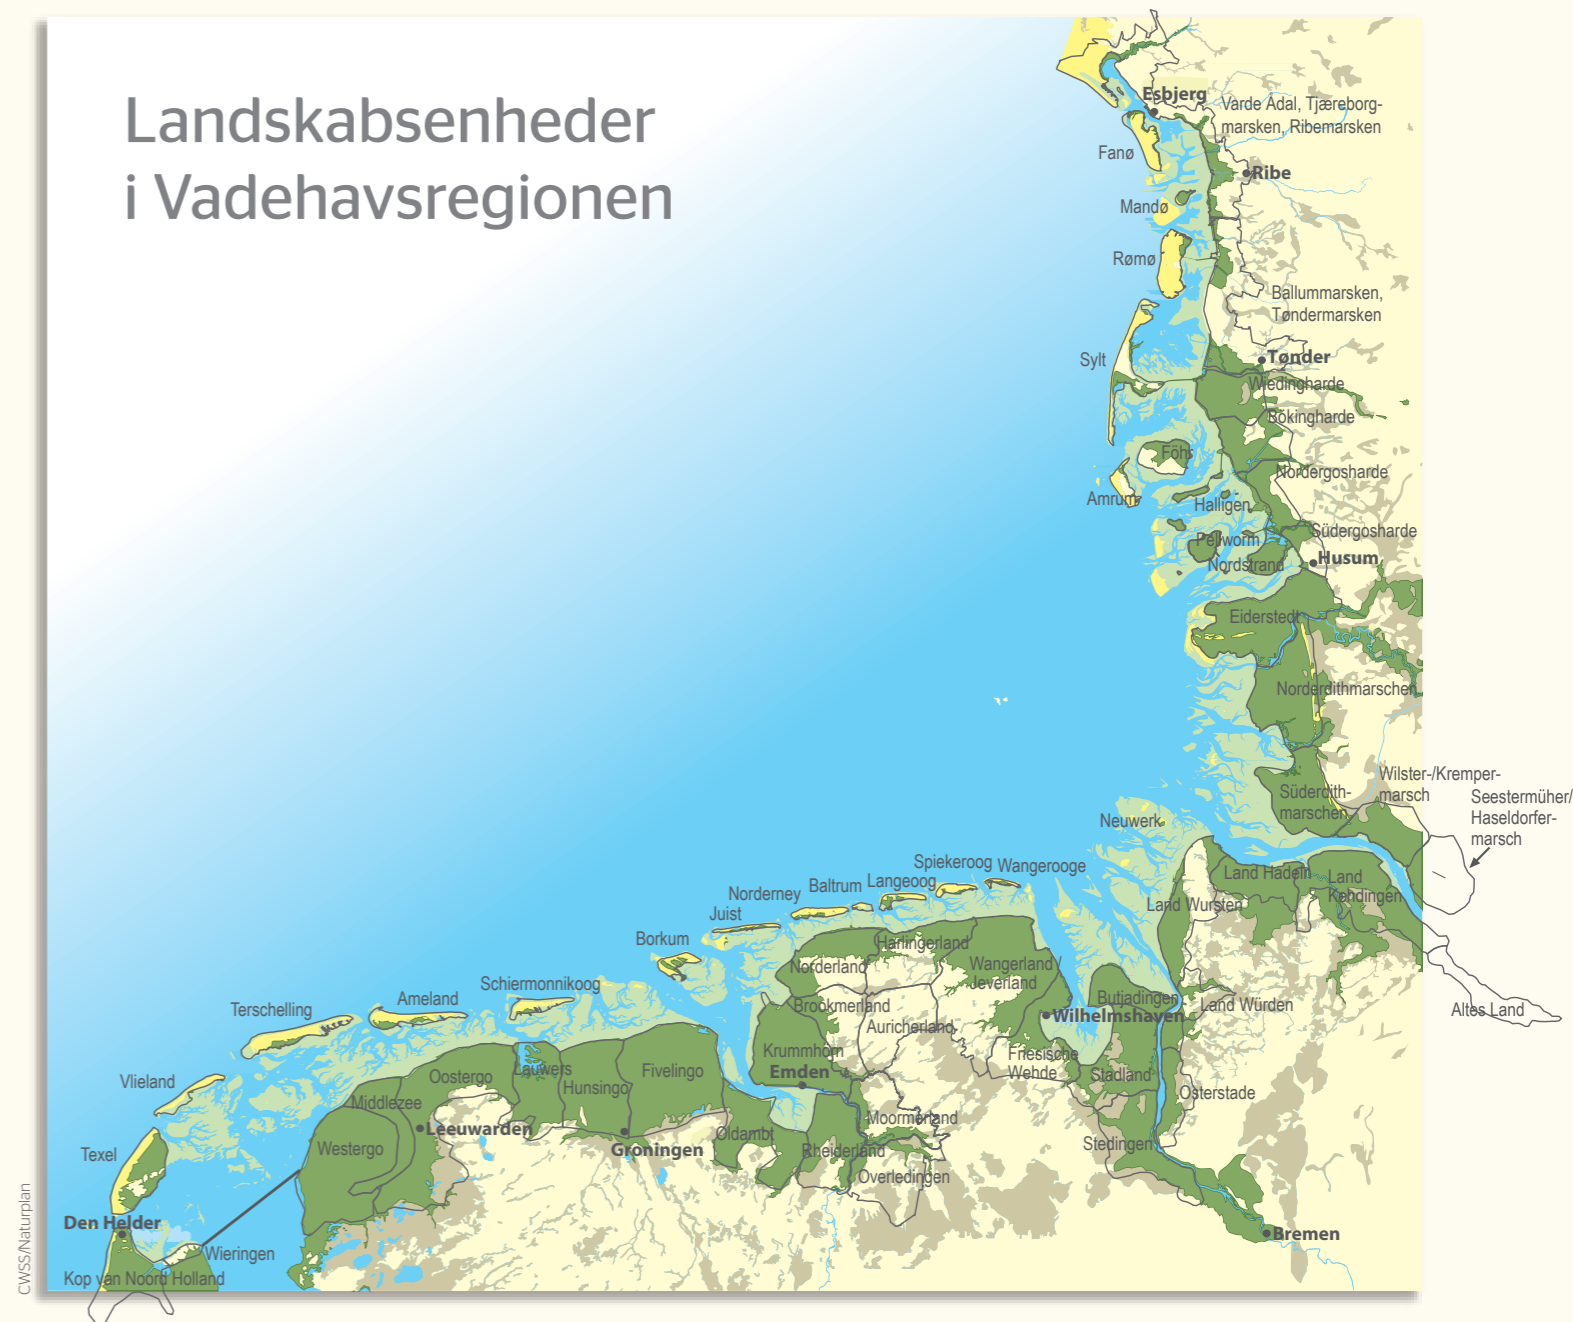 Landskabsenheder
i Vadehavsregionen
Esbjerg
Varde Ådal, Tjæreborg-
marsken, Ribemarsken
Fanø
Ribe
Mandø
Rømø
Ballummarsken,
Tøndermarsken
Sylt
Tønder
Wiedingharde
Bökingharde
Föhr
Nordergosharde
Amrum
Halligen
Südergosharde
Pellworm
Husum
Nordstrand
Eiderstedt
Norderdithmarschen
Wilster-/Kremper-
marsch
Seestermüher/
Haseldorfer-
marsch
Süderdith-
marschen
Neuwerk
Spiekeroog
Wangerooge
Land Hadeln
Land
Kehdingen
Langeoog
Baltrum
Norderney
Land Wursten
Juist
Borkum
Harlingerland
Norderland
Wangerland /
Jeverland
Schiermonnikoog
Ameland
Terschelling
Brookmerland
Butjadingen
Land Würden
Altes Land
Wilhelmshaven
Auricherland
Krummhörn
Friesische
Wehde
Emden
Fivelingo
Lauwers
Oostergo
Hunsingo
Stadland
Vlieland
Middlezee
Osterstade
Moormerland
Leeuwarden
Oldambt
Stedingen
Westergo
Groningen
Rheiderland
Texel
Overledingen
Den Helder
Bremen
Wieringen
Kop van Noord Holland
CWSS/Naturplan